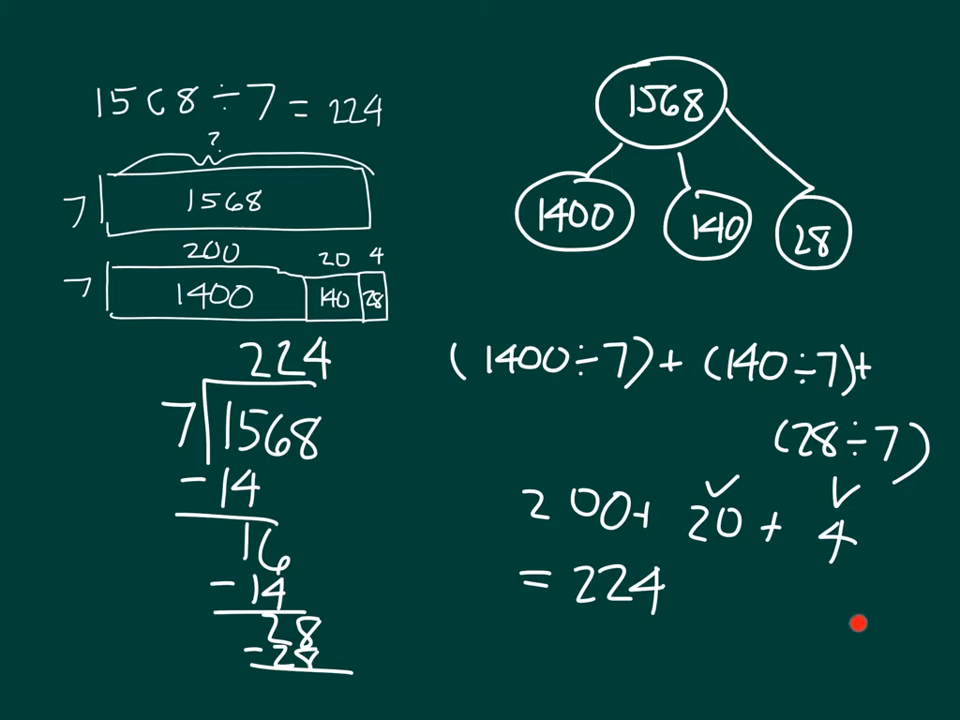 1568÷7 = 224
?
7 1568
200 20 4
7 1400 140 28
224
7 1568
-14
16
-14
28
-28
1568
1400 140 28
(1400÷7)+(140÷7)+
(28÷7)
200+ 20 + 4
= 224